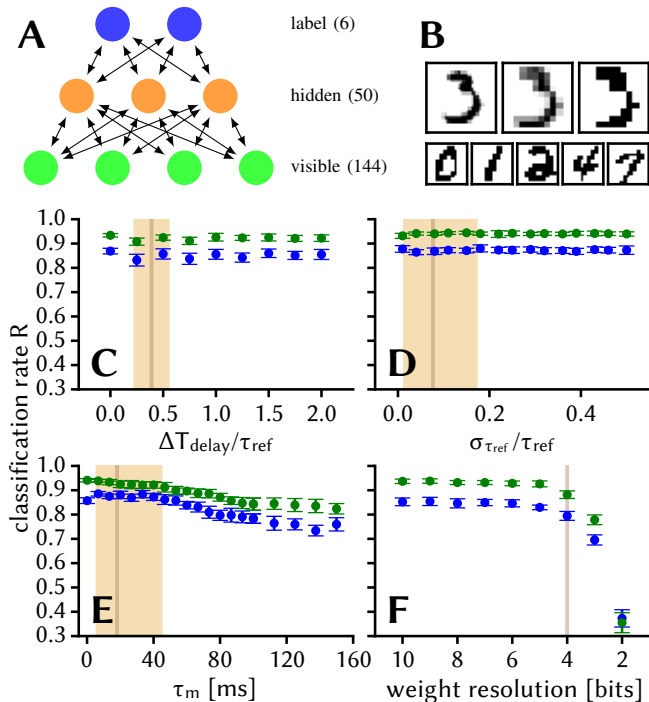 A
label (6)
hidden (50)
visible (144)
B
classification rate R
1.0
0.9
0.8
0.7
0.6
0.5
0.4
0.3
C
0.0 0.5 1.0 1.5 2.0
ΔT_delay/τ_ref
D
0.0 0.2 0.4
σ_τ_ref/τ_ref
1.0
0.9
0.8
0.7
0.6
0.5
0.4
0.3
E
0 40 80 120 160
τ_m [ms]
F
10 8 6 4 2
weight resolution [bits]